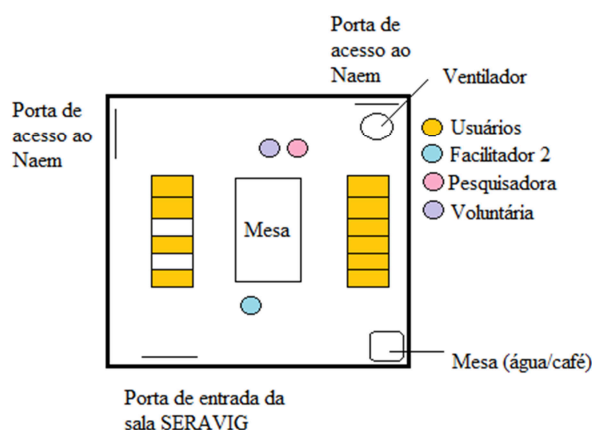 Porta de
acesso ao
Naem
Ventilador
Porta de
acesso ao
Naem
Usuários
Facilitador 2
Pesquisadora
Voluntária
Mesa
Mesa (água/café)
Porta de entrada da
sala SERAVIG